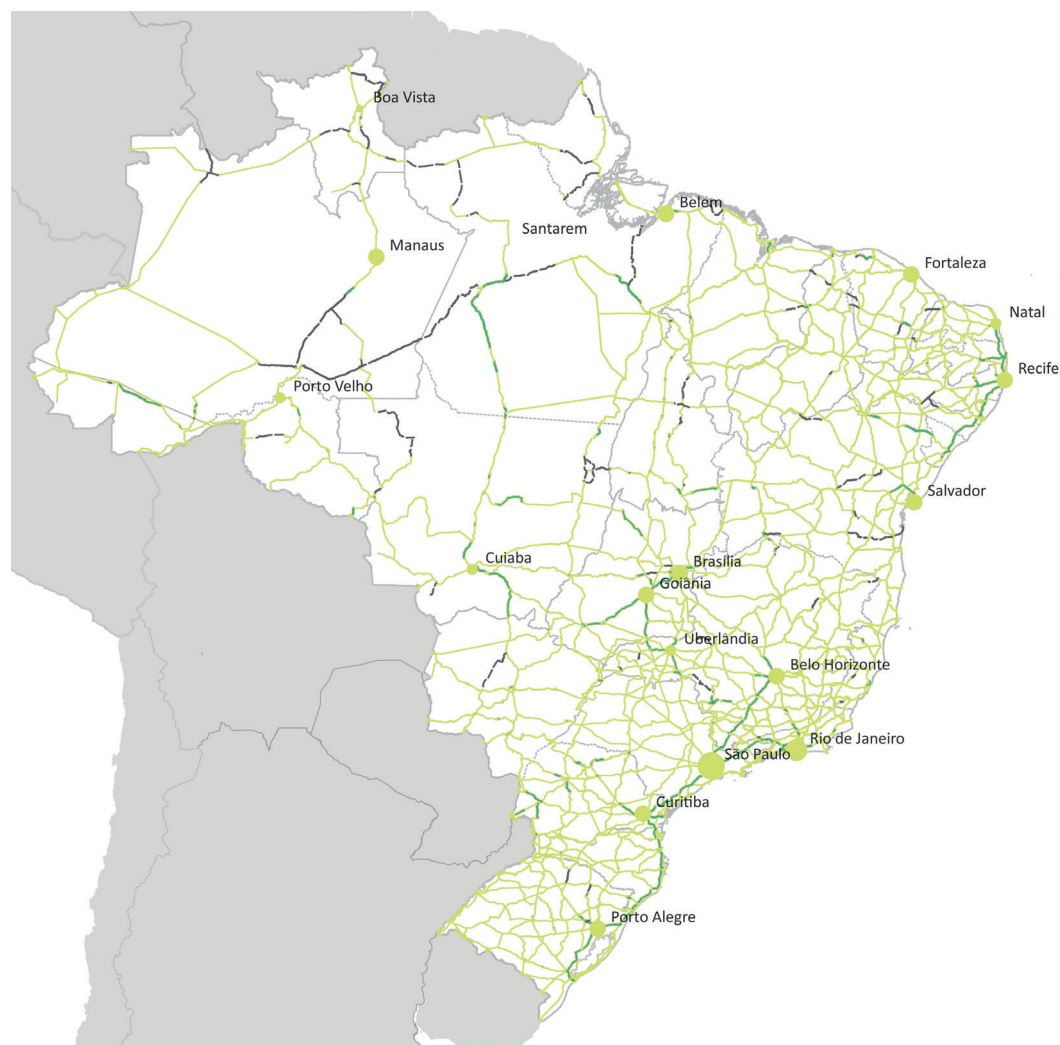 Boa Vista
Belem
Santarem
Manaus
Fortaleza
Natal
Recife
Porto Velho
Salvador
Cuiaba
Brasília
Goiânia
Uberlândia
Belo Horizonte
Rio de Janeiro
São Paulo
Curitiba
Porto Alegre